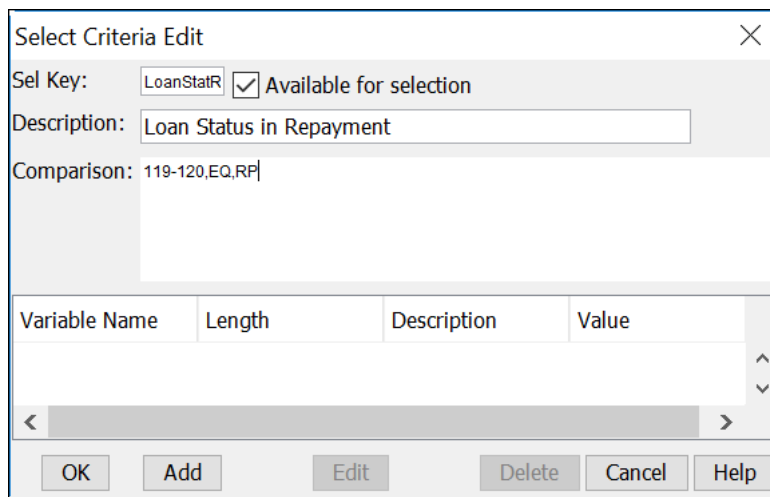 Select Criteria Edit
Sel Key: LoanStatR Available for selection
Description: Loan Status in Repayment
Comparison: 119-120,EQ,RP
Variable Name Length Description Value
OK Add Edit Delete Cancel Help